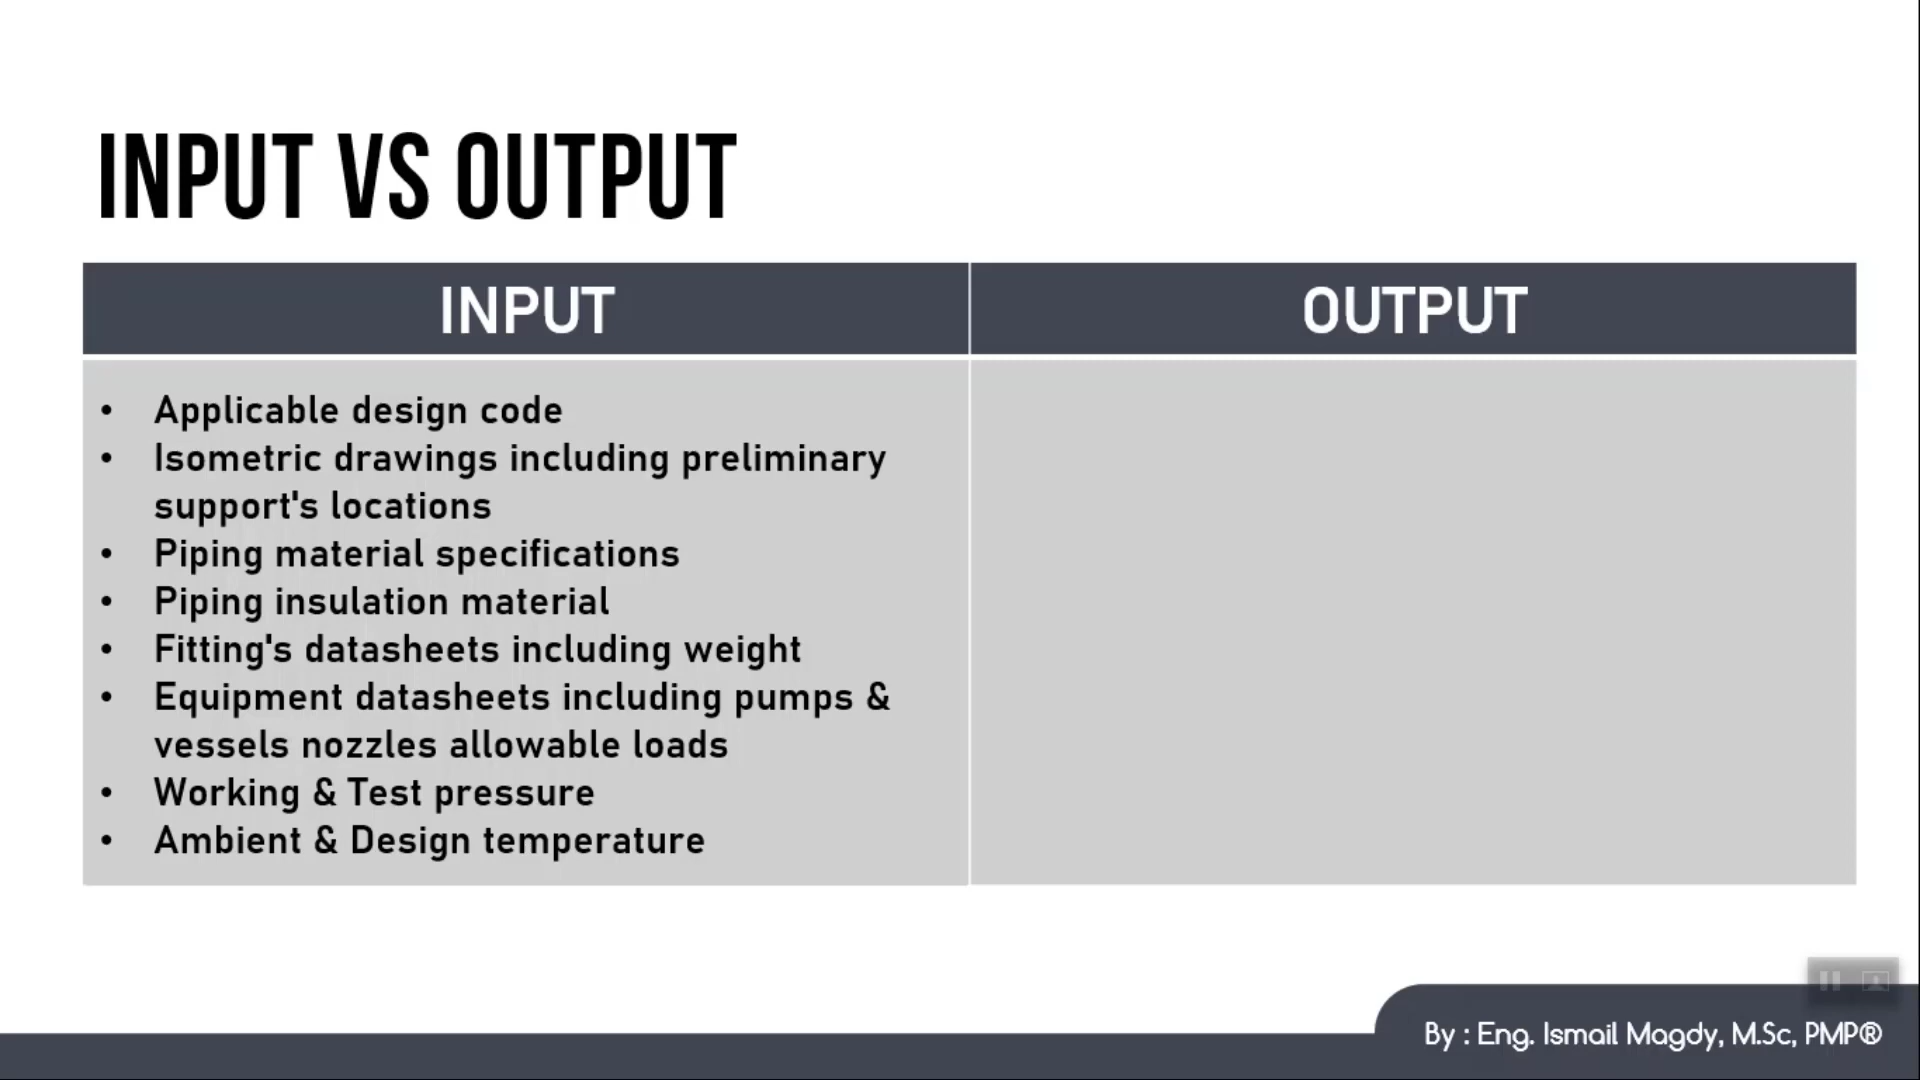 INPUT VS OUTPUT
INPUT
OUTPUT
• Applicable design code
• Isometric drawings including preliminary
support's locations
• Piping material specifications
• Piping insulation material
• Fitting's datasheets including weight
• Equipment datasheets including pumps &
vessels nozzles allowable loads
• Working & Test pressure
• Ambient & Design temperature
By : Eng. Ismail Magdy, M.Sc, PMP®